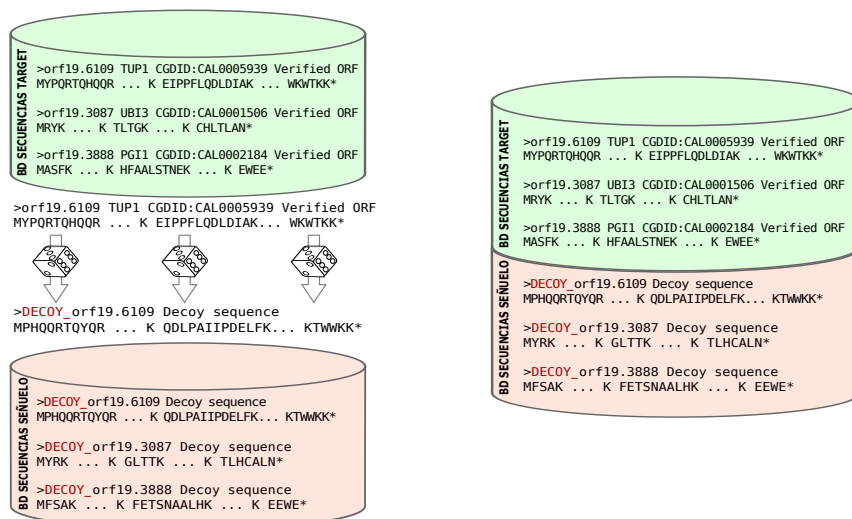 BD SECUENCIAS TARGET
>orf19.6109 TUP1 CGDID:CAL0005939 Verified ORF
MYPQRTQHQQR ... K EIPPFLQDLDIAK ... WKWTKK*
>orf19.3087 UBI3 CGDID:CAL0001506 Verified ORF
MRYK ... K TLTGK ... K CHLTLAN*
>orf19.3888 PGI1 CGDID:CAL0002184 Verified ORF
MASFK ... K HFAALSTNEK ... K EWEE*
>orf19.6109 TUP1 CGDID:CAL0005939 Verified ORF
MYPQRTQHQQR ... K EIPPFLQDLDIAK... WKWTKK*
>DECOY_orf19.6109 Decoy sequence
MPHQQRTQYQR ... K QDLPAIIPDELFK... KTWWKK*
BD SECUENCIAS SEÑUELO
>DECOY_orf19.6109 Decoy sequence
MPHQQRTQYQR ... K QDLPAIIPDELFK... KTWWKK*
>DECOY_orf19.3087 Decoy sequence
MYRK ... K GLTTK ... K TLHCALN*
>DECOY_orf19.3888 Decoy sequence
MFSAK ... K FETSNAALHK ... K EEWE*
BD SECUENCIAS TARGET
>orf19.6109 TUP1 CGDID:CAL0005939 Verified ORF
MYPQRTQHQQR ... K EIPPFLQDLDIAK ... WKWTKK*
>orf19.3087 UBI3 CGDID:CAL0001506 Verified ORF
MRYK ... K TLTGK ... K CHLTLAN*
>orf19.3888 PGI1 CGDID:CAL0002184 Verified ORF
MASFK ... K HFAALSTNEK ... K EWEE*
BD SECUENCIAS SEÑUELO
>DECOY_orf19.6109 Decoy sequence
MPHQQRTQYQR ... K QDLPAIIPDELFK... KTWWKK*
>DECOY_orf19.3087 Decoy sequence
MYRK ... K GLTTK ... K TLHCALN*
>DECOY_orf19.3888 Decoy sequence
MFSAK ... K FETSNAALHK ... K EEWE*